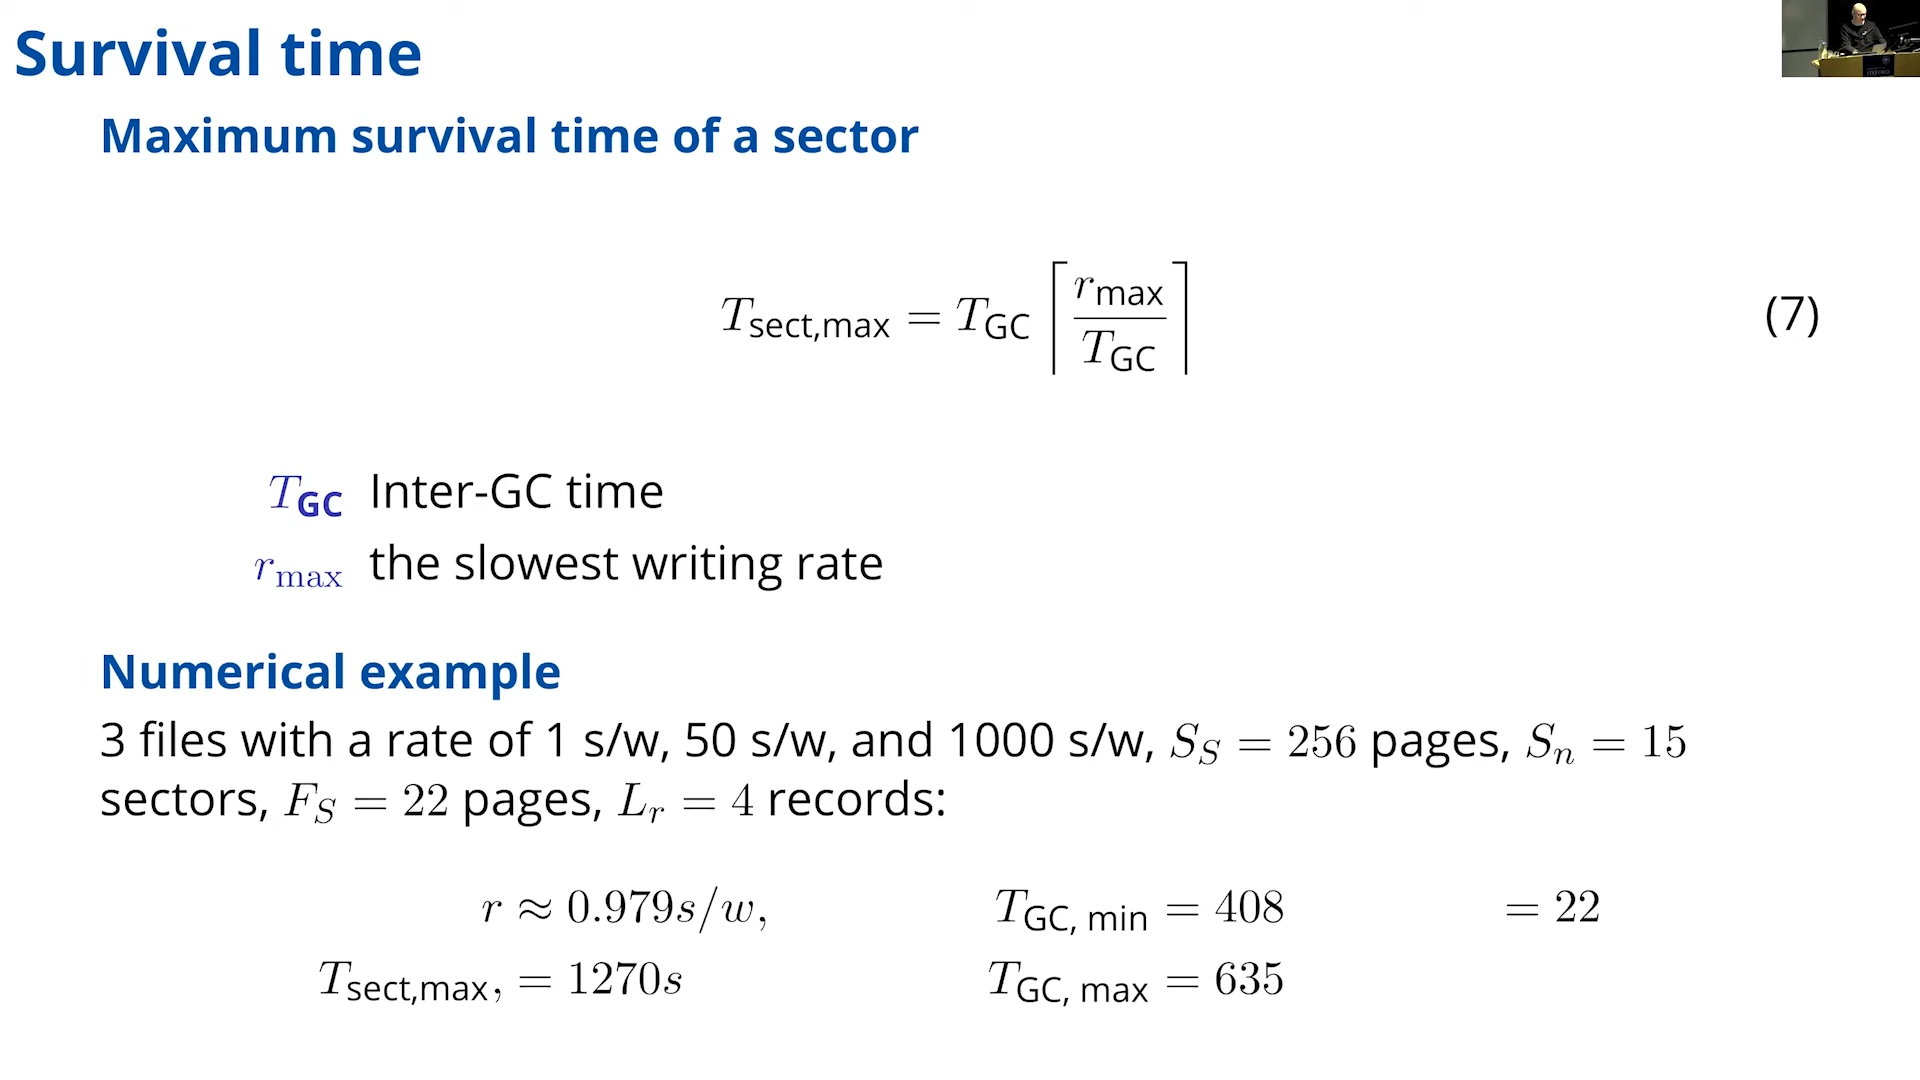 Survival time
Maximum survival time of a sector
T_sect,max = T_GC ⌈ r_max / T_GC ⌉ (7)
T_GC Inter-GC time
r_max the slowest writing rate
Numerical example
3 files with a rate of 1 s/w, 50 s/w, and 1000 s/w, S_S = 256 pages, S_n = 15
sectors, F_S = 22 pages, L_r = 4 records:
r ≈ 0.979s/w, T_GC, min = 408 = 22
T_sect,max, = 1270s T_GC, max = 635
OXFORD